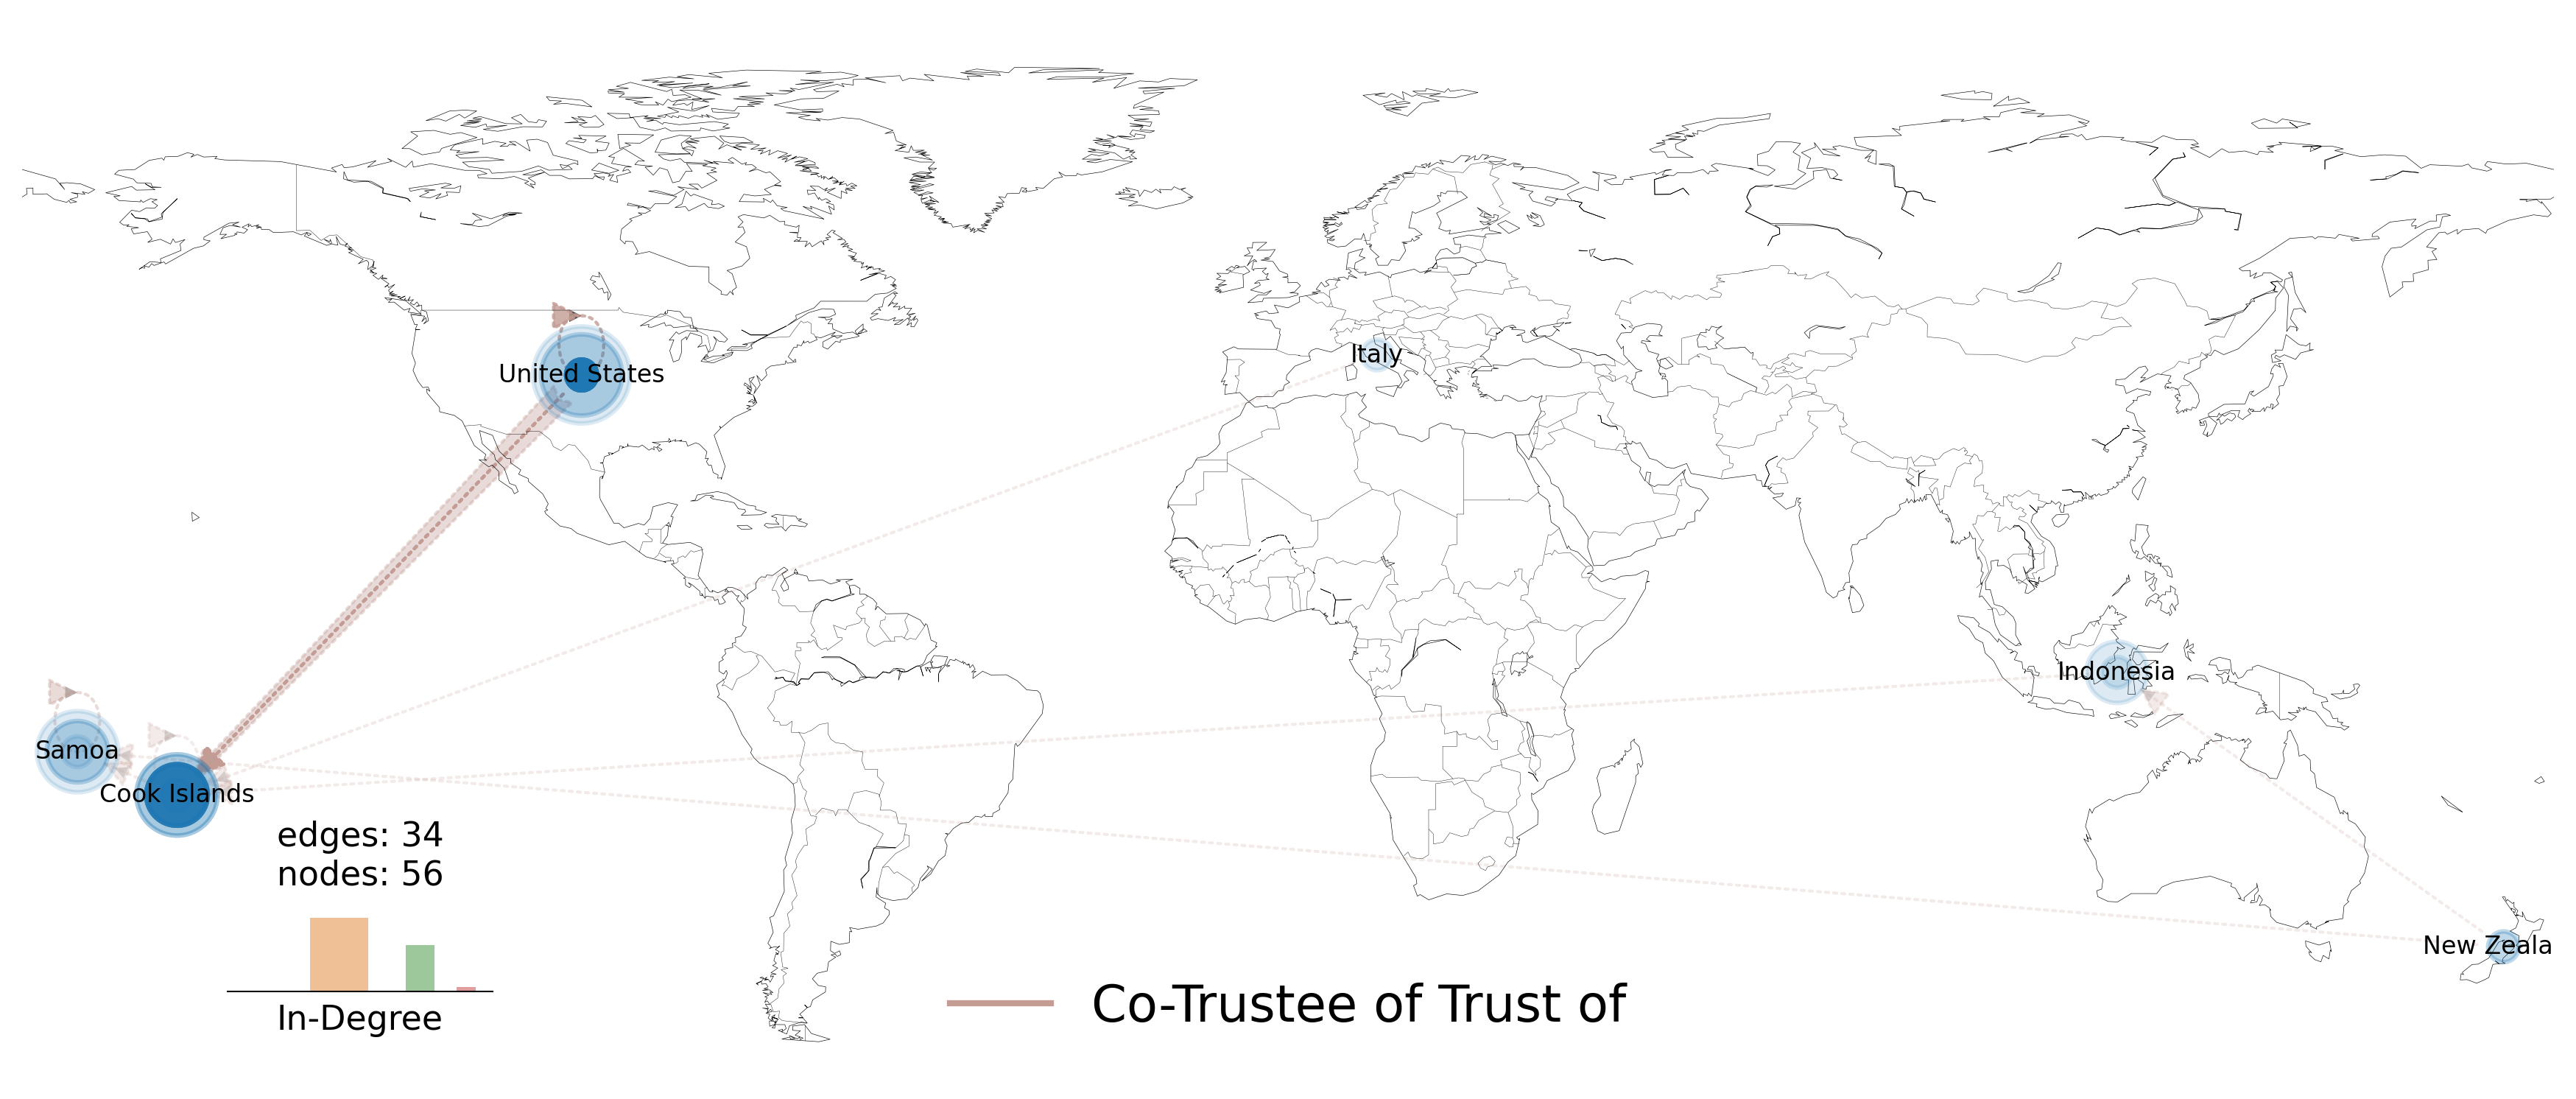 United States
Italy
Indonesia
Samoa
Cook Islands
edges: 34
nodes: 56
New Zeala
In-Degree
Co-Trustee of Trust of